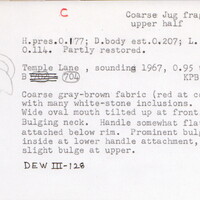 C Coarse Jug frag
upper half
H.pres.0.177; D.body est.0.207; L.
0.114. Partly restored.
Temple Lane, sounding 1967, 0.95
B 704 KPB
Coarse gray-brown fabric (red at co
with many white-stone inclusions.
Wide oval mouth tilted up at front
Bulging neck. Handle somewhat fla
attached below rim. Prominent bulg
inside at lower handle attachment,
slight bulge at upper.
DEW III-128